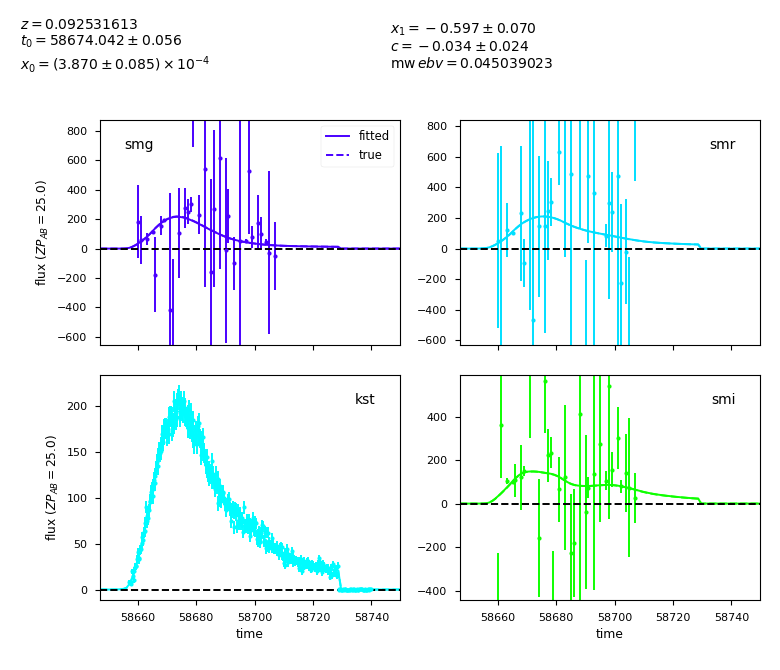 z = 0.092531613
t0 = 58674.042 ± 0.056
x0 = (3.870 ± 0.085) × 10^−4
x1 = −0.597 ± 0.070
c = −0.034 ± 0.024
mw ebv = 0.045039023
smg
fitted
true
800
600
400
200
0
−200
−400
−600
flux (ZP_AB = 25.0)
smr
800
600
400
200
0
−200
−400
−600
kst
200
150
100
50
0
flux (ZP_AB = 25.0)
58660 58680 58700 58720 58740
time
smi
400
200
0
−200
−400
58660 58680 58700 58720 58740
time